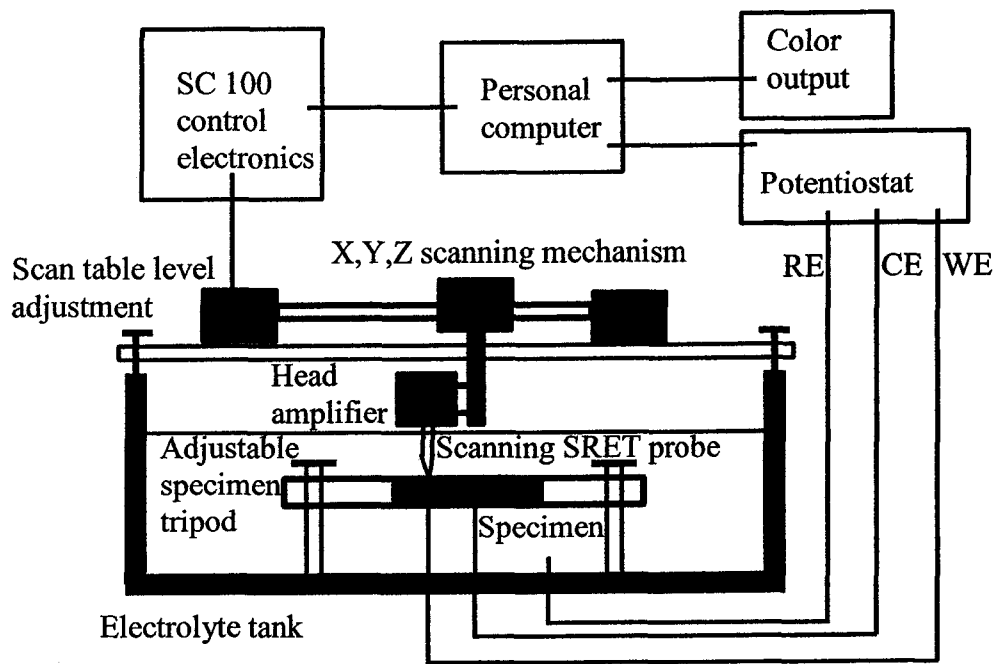 SC 100
control
electronics
Personal
computer
Color
output
Potentiostat
RE
CE
WE
X,Y,Z scanning mechanism
Scan table level
adjustment
Head
amplifier
Scanning SRET probe
Adjustable
specimen
tripod
Specimen
Electrolyte tank